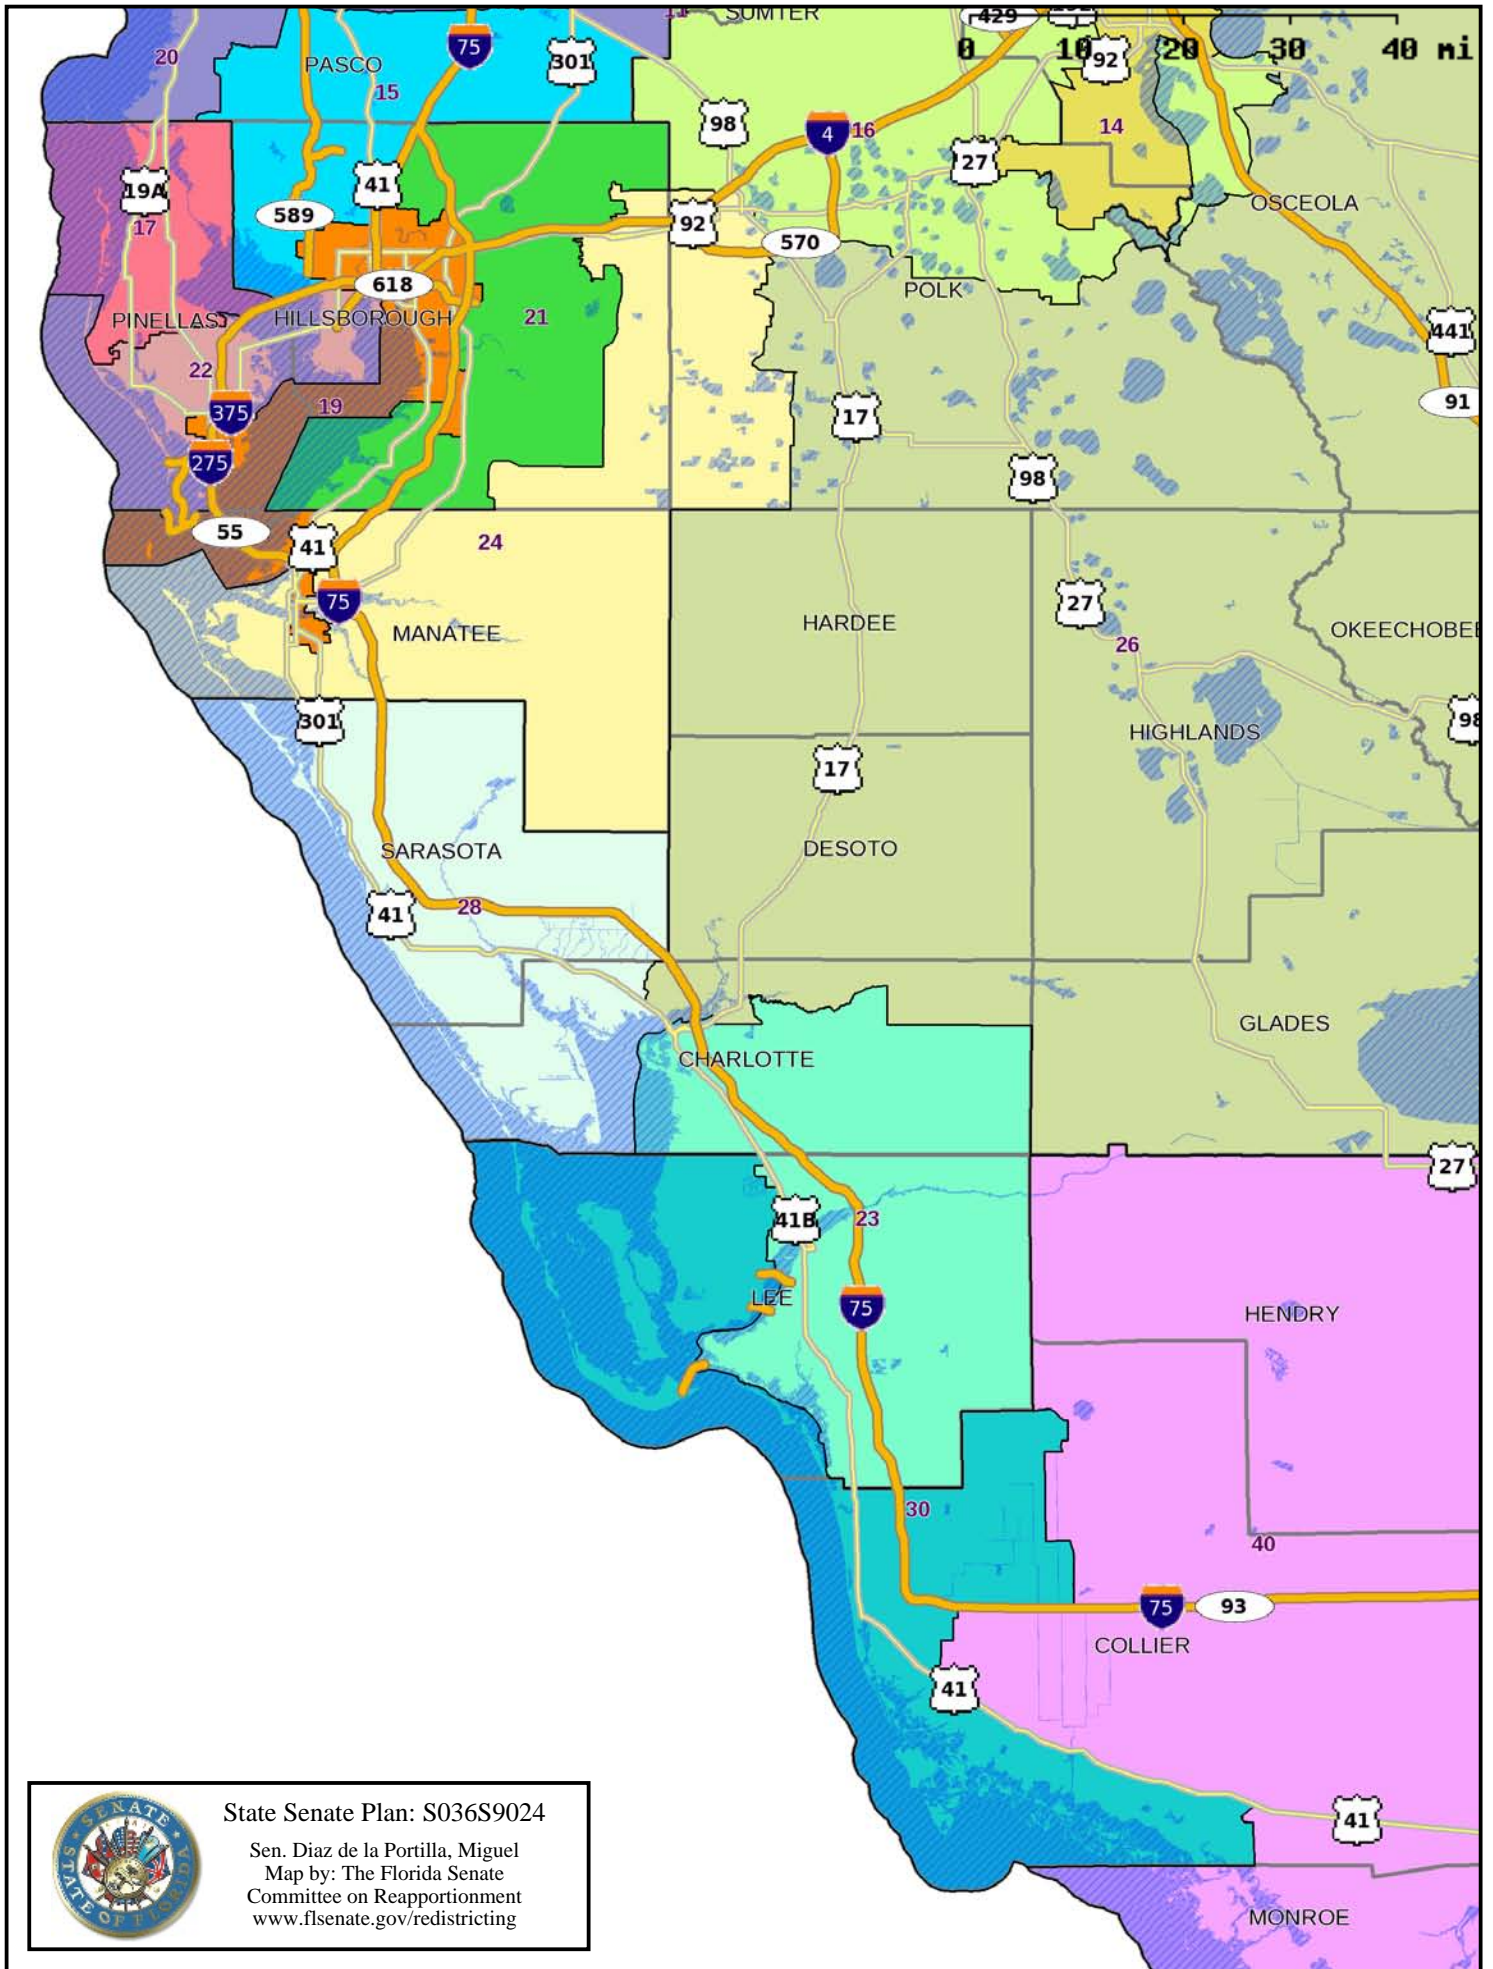 SUMTER
429
0 10 20 30 40 mi
20
PASCO
75
301
92
15
98
4
16
14
27
19A
41
17
589
92
OSCEOLA
570
618
POLK
PINELLAS
HILLSBOROUGH
21
441
22
375
19
17
91
275
98
55
41
24
75
27
MANATEE
HARDEE
26
OKEECHOBEE
301
98
HIGHLANDS
17
SARASOTA
DESOTO
41
28
GLADES
CHARLOTTE
27
41B
23
LEE
75
HENDRY
30
40
75
93
COLLIER
41
41
MONROE
SENATE
STATE OF FLORIDA
State Senate Plan: S036S9024
Sen. Diaz de la Portilla, Miguel
Map by: The Florida Senate
Committee on Reapportionment
www.flsenate.gov/redistricting